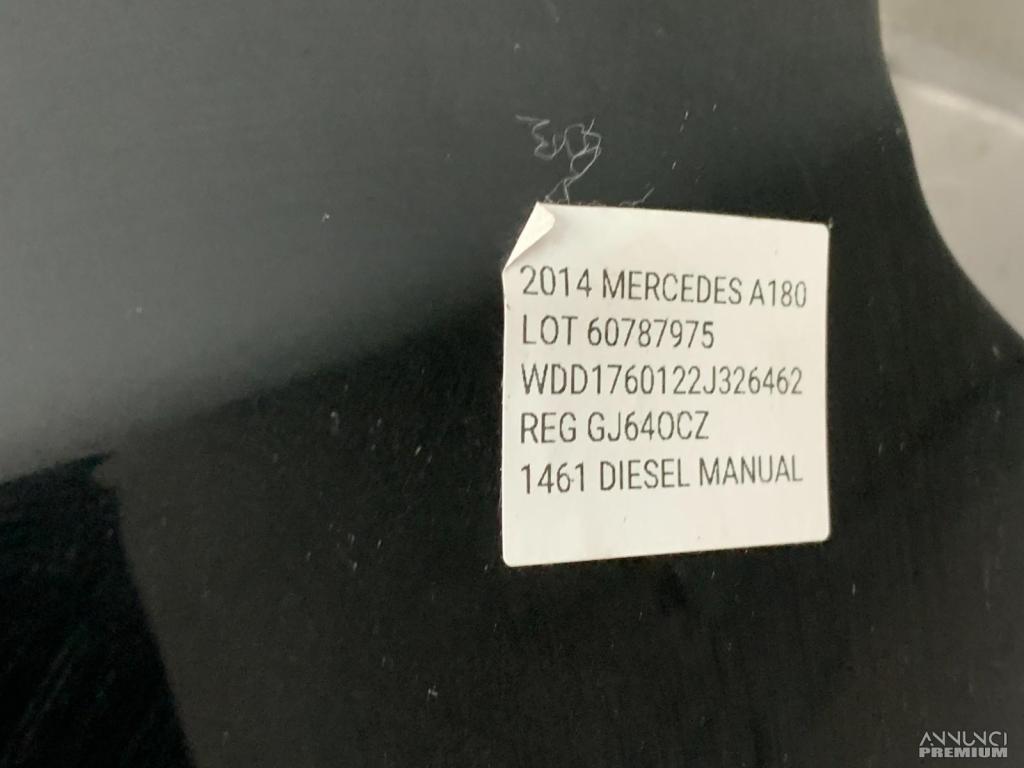 2014 MERCEDES A180
LOT 60787975
WDD1760122J326462
REG GJ64OCZ
1461 DIESEL MANUAL
ANNUNCI
PREMIUM